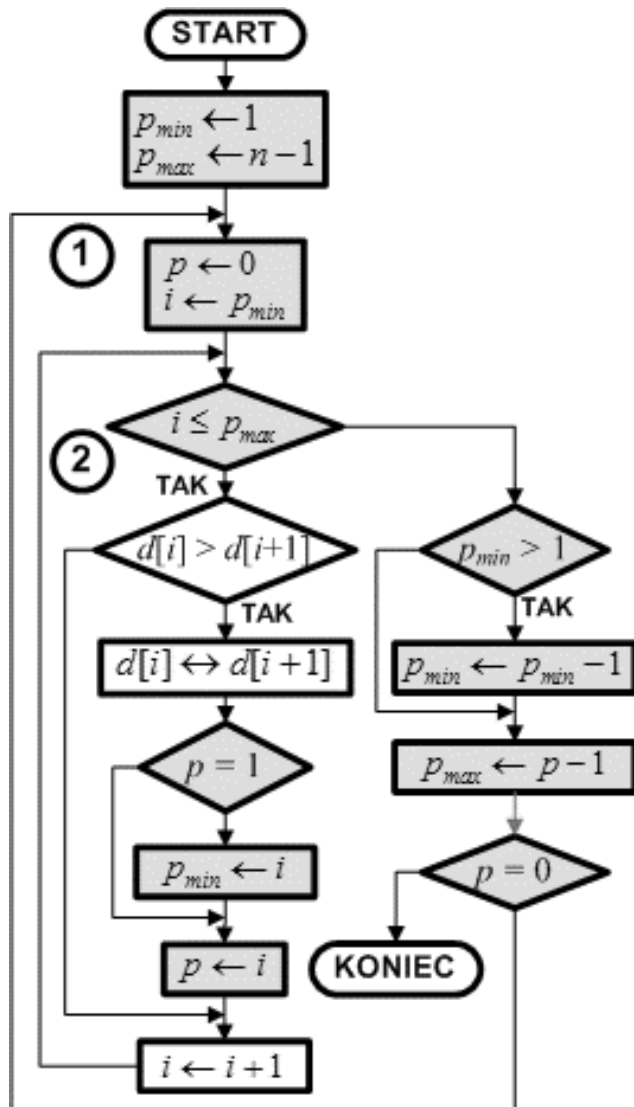 START
p_min ← 1
p_max ← n − 1
1
p ← 0
i ← p_min
i ≤ p_max
2
TAK
d[i] > d[i+1]
TAK
d[i] ↔ d[i + 1]
p = 1
p_min ← i
p ← i
i ← i + 1
p_min > 1
TAK
p_min ← p_min − 1
p_max ← p − 1
p = 0
KONIEC